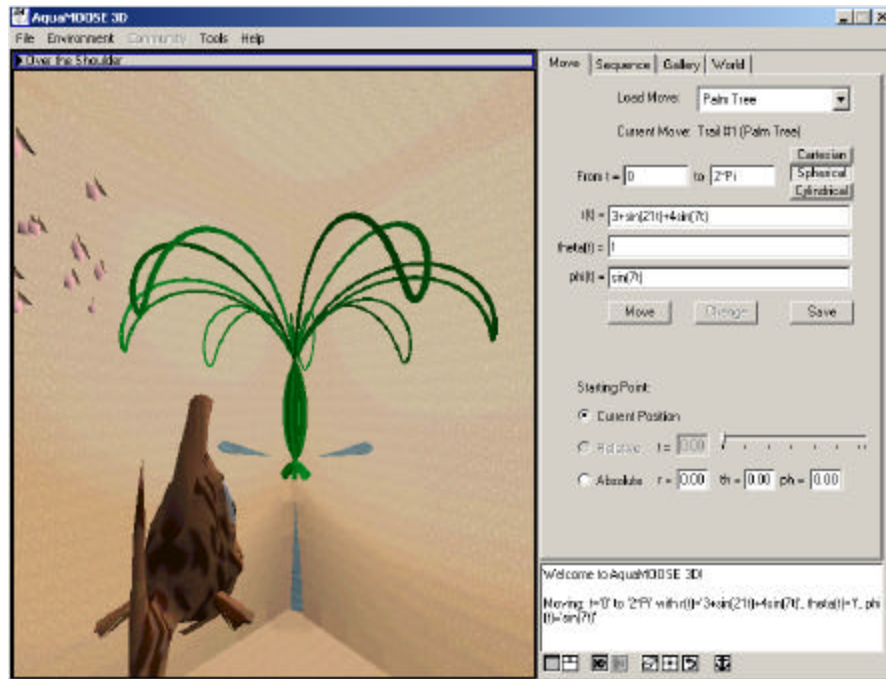 AquaMOOSE 3D
File Environment Community Tools Help
Over the Shoulder
Move Sequence Gallery World
Load Move: Palm Tree
Current Move: Trail #1 (Palm Tree)
Cartesian
From t = 0 to 2*Pi Spherical
Cylindrical
r(t) = 3+sin(21t)+4sin(7t)
theta(t) = t
phi(t) = sin(7t)
Move Change Save
Starting Point:
Current Position
Relative t = 0.00
Absolute r = 0.00 th = 0.00 ph = 0.00
Welcome to AquaMOOSE 3D!
Moving: t='0' to '2*Pi' with r(t)='3+sin(21t)+4sin(7t)', theta(t)='t', phi
(t)='sin(7t)'